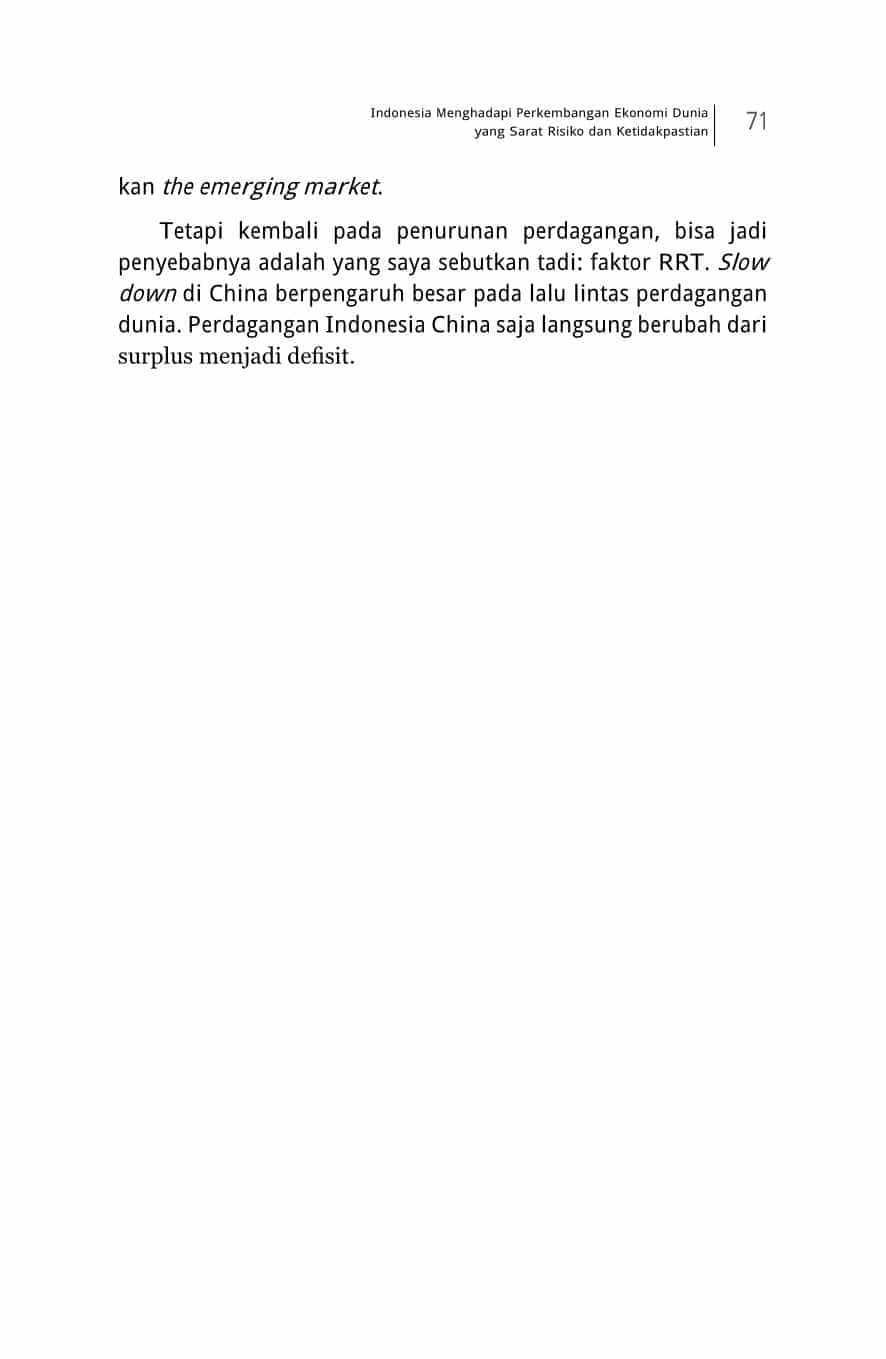 Indonesia Menghadapi Perkembangan Ekonomi Dunia
yang Sarat Risiko dan Ketidakpastian
71
kan the emerging market.
Tetapi kembali pada penurunan perdagangan, bisa jadi
penyebabnya adalah yang saya sebutkan tadi: faktor RRT. Slow
down di China berpengaruh besar pada lalu lintas perdagangan
dunia. Perdagangan Indonesia China saja langsung berubah dari
surplus menjadi defisit.